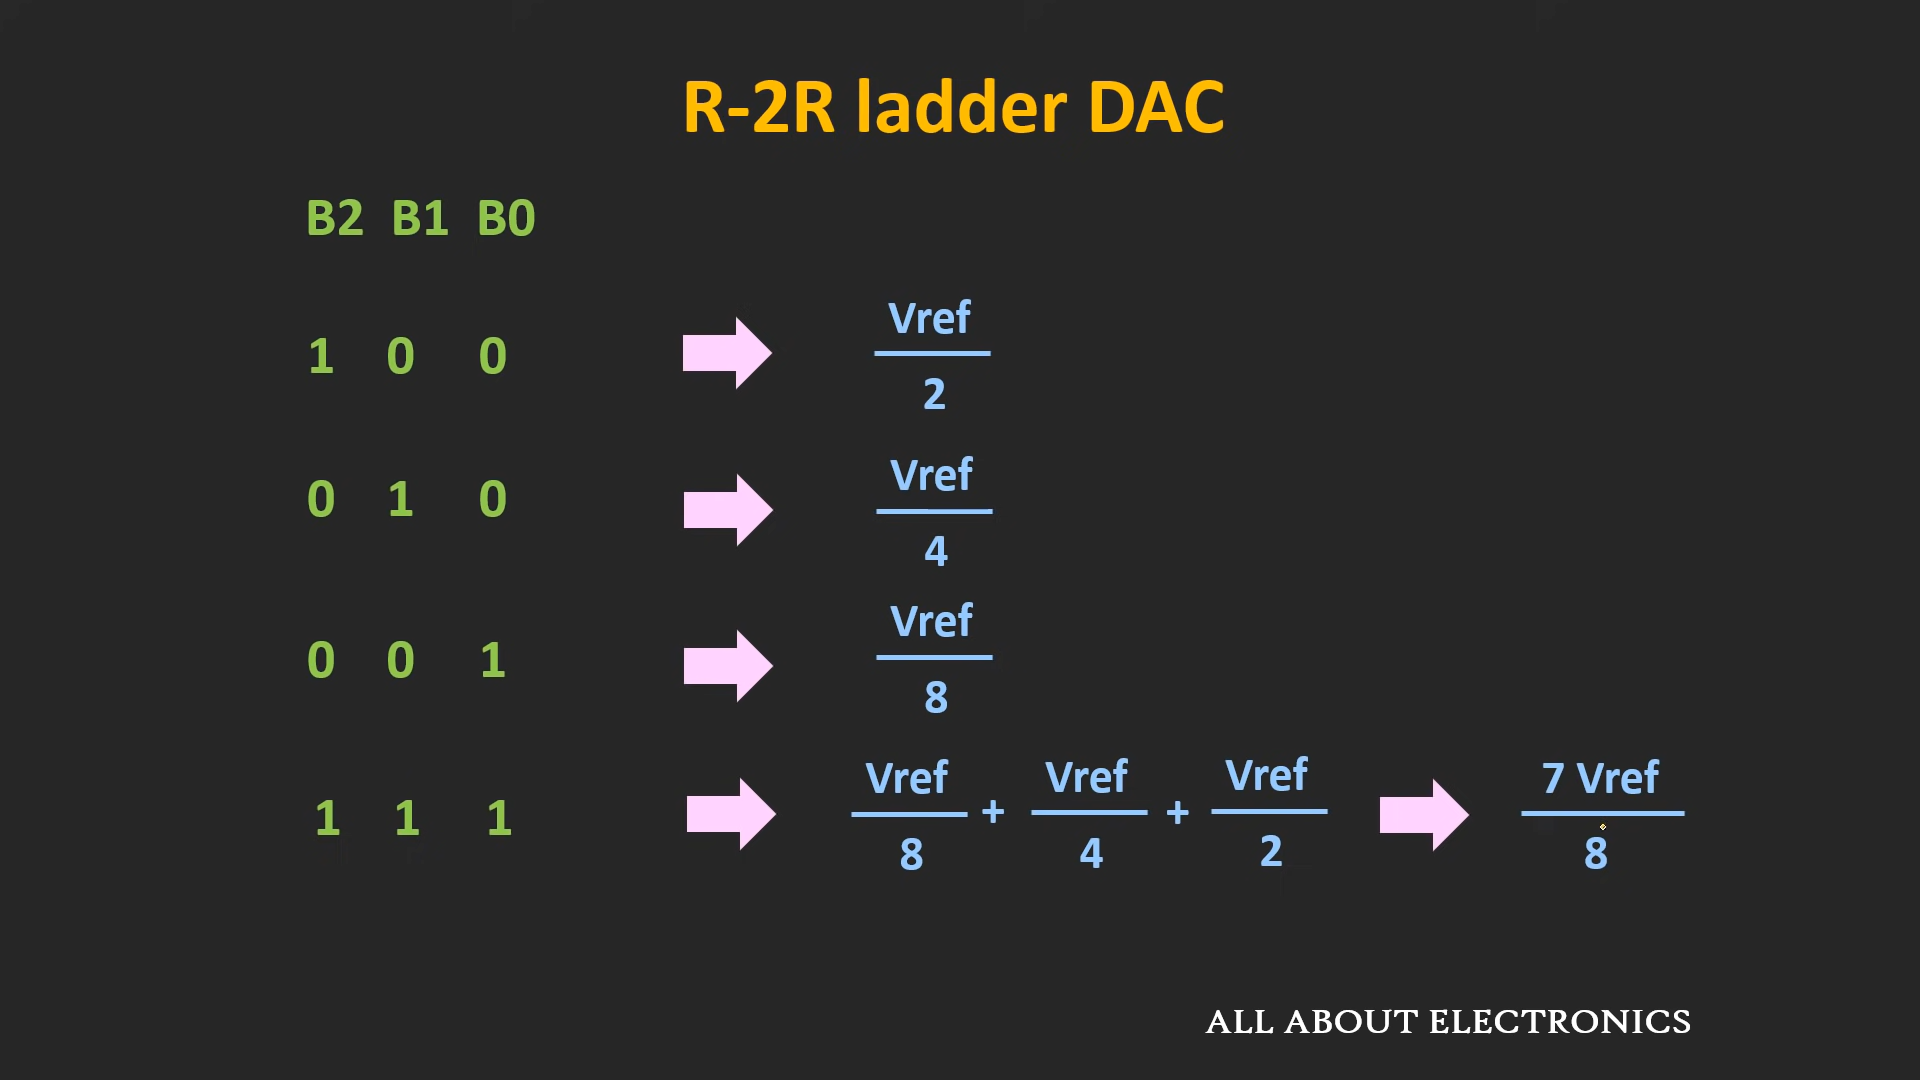 R-2R ladder DAC
B2 B1 B0
1 0 0
Vref
2
0 1 0
Vref
4
0 0 1
Vref
8
1 1 1
Vref + Vref + Vref
8 4 2
7 Vref
8
ALL ABOUT ELECTRONICS